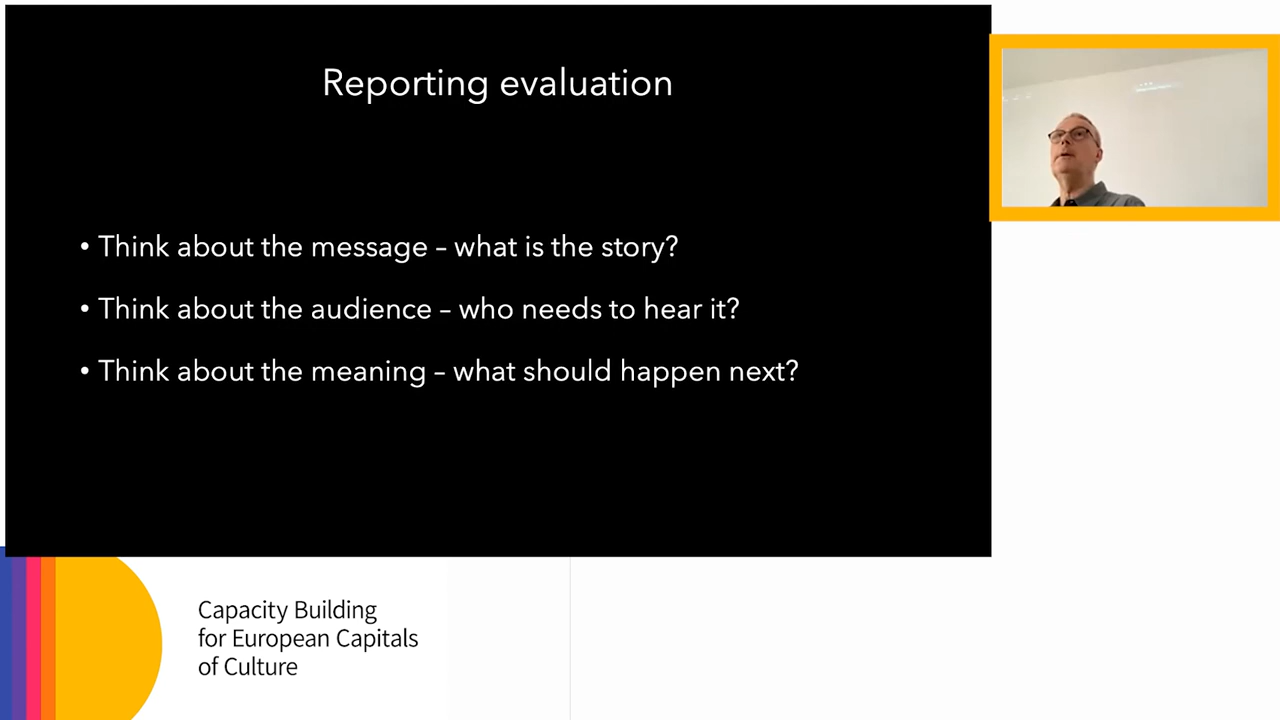 Reporting evaluation
• Think about the message – what is the story?
• Think about the audience – who needs to hear it?
• Think about the meaning – what should happen next?
Capacity Building
for European Capitals
of Culture